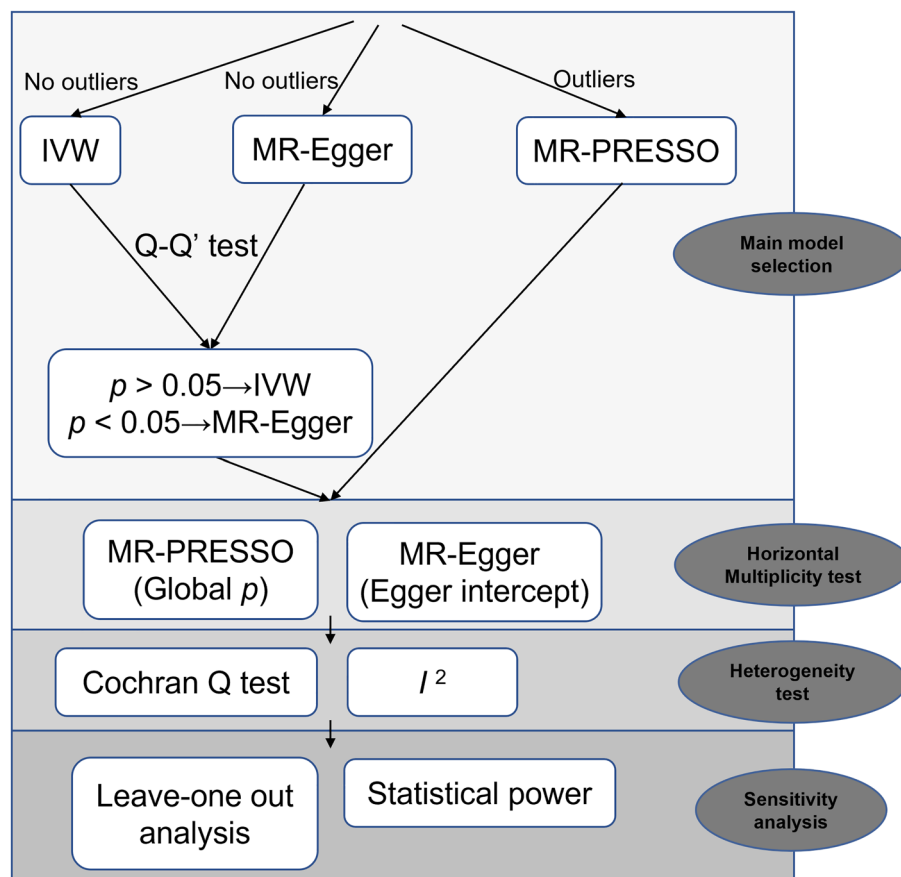 No outliers
No outliers
Outliers
IVW
MR-Egger
MR-PRESSO
Q-Q’ test
Main model
selection
p > 0.05→IVW
p < 0.05→MR-Egger
MR-PRESSO
(Global p)
MR-Egger
(Egger intercept)
Horizontal
Multiplicity test
Cochran Q test
I ²
Heterogeneity
test
Leave-one out
analysis
Statistical power
Sensitivity
analysis